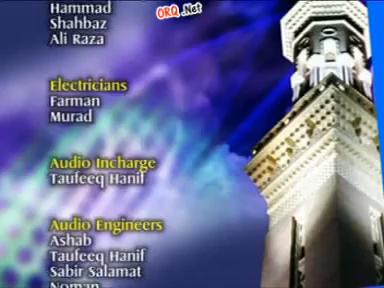 ORQ.Net
Hammad
Shahbaz
Ali Raza
Electricians
Farman
Murad
Audio Incharge
Taufeeq Hanif
Audio Engineers
Ashab
Taufeeq Hanif
Sabir Salamat
Noman